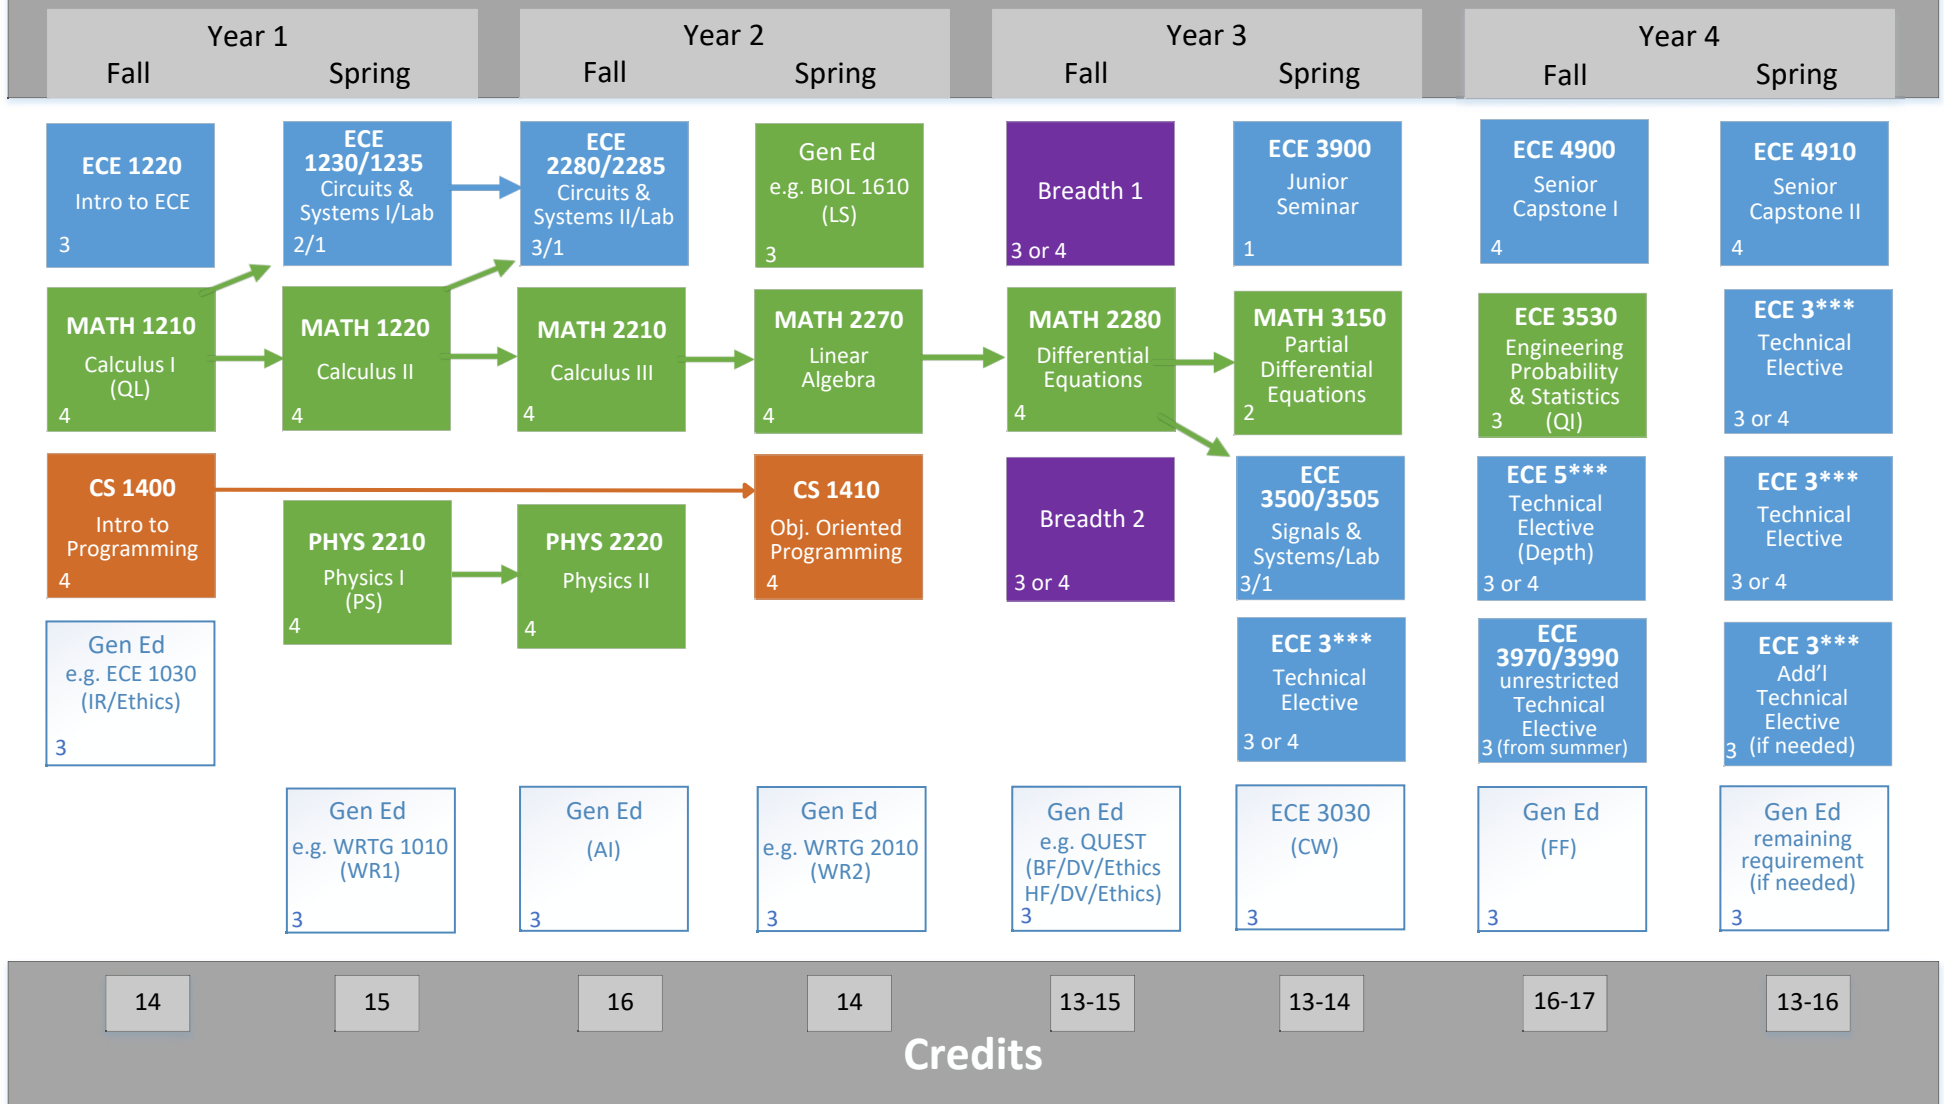 Year 1
Fall
Spring
Year 2
Fall
Spring
Year 3
Fall
Spring
Year 4
Fall
Spring
ECE 1220
Intro to ECE
3
MATH 1210
Calculus I
(QL)
4
CS 1400
Intro to
Programming
4
Gen Ed
e.g. ECE 1030
(IR/Ethics)
3
ECE
1230/1235
Circuits &
Systems I/Lab
2/1
MATH 1220
Calculus II
4
PHYS 2210
Physics I
(PS)
4
Gen Ed
e.g. WRTG 1010
(WR1)
3
ECE
2280/2285
Circuits &
Systems II/Lab
3/1
MATH 2210
Calculus III
4
PHYS 2220
Physics II
4
Gen Ed
(AI)
3
Gen Ed
e.g. BIOL 1610
(LS)
3
MATH 2270
Linear
Algebra
4
CS 1410
Obj. Oriented
Programming
4
Gen Ed
e.g. WRTG 2010
(WR2)
3
Breadth 1
3 or 4
MATH 2280
Differential
Equations
4
Breadth 2
3 or 4
Gen Ed
e.g. QUEST
(BF/DV/Ethics
HF/DV/Ethics)
3
ECE 3900
Junior
Seminar
1
MATH 3150
Partial
Differential
Equations
2
ECE
3500/3505
Signals &
Systems/Lab
3/1
ECE 3***
Technical
Elective
3 or 4
ECE 3030
(CW)
3
ECE 4900
Senior
Capstone I
4
ECE 3530
Engineering
Probability
& Statistics
3 (QI)
ECE 5***
Technical
Elective
(Depth)
3 or 4
ECE
3970/3990
unrestricted
Technical
Elective
3 (from summer)
Gen Ed
(FF)
3
ECE 4910
Senior
Capstone II
4
ECE 3***
Technical
Elective
3 or 4
ECE 3***
Technical
Elective
3 or 4
ECE 3***
Add'l
Technical
Elective
3 (if needed)
Gen Ed
remaining
requirement
(if needed)
3
14
15
16
14
13-15
13-14
16-17
13-16
Credits